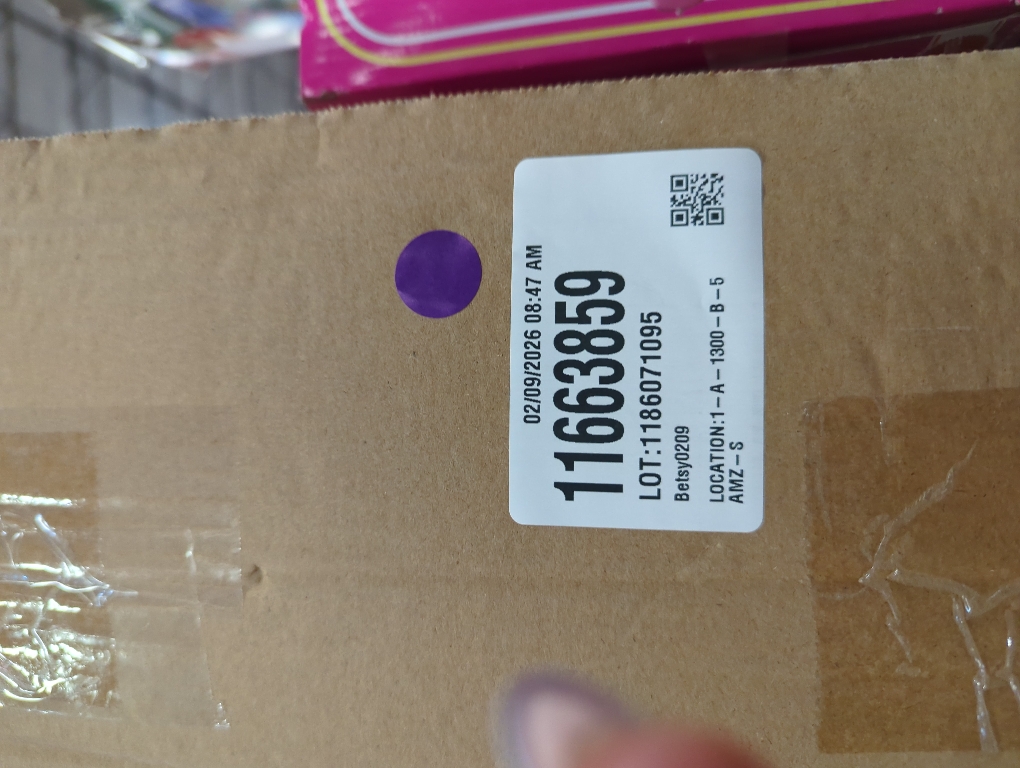 02/09/2026 08:47 AM
11663859
LOT:1186071095
Betsy0209
LOCATION:1-A-1300-B-5
AMZ-S